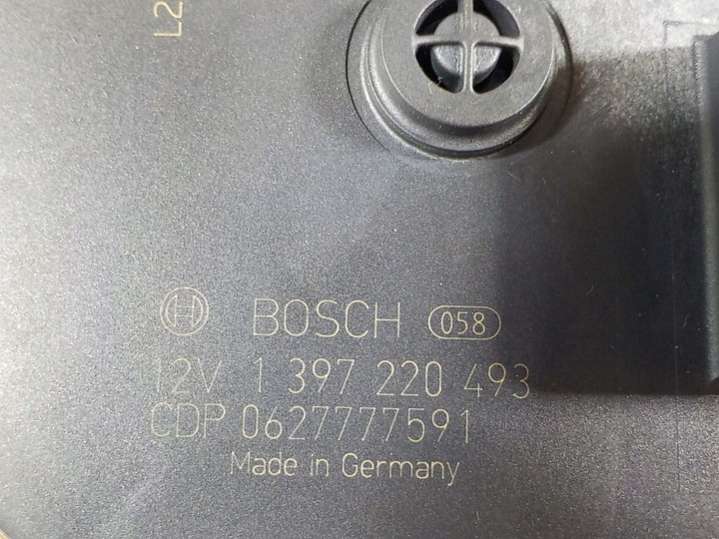 L2
BOSCH 058
12V 1 397 220 493
CDP 0627777591
Made in Germany